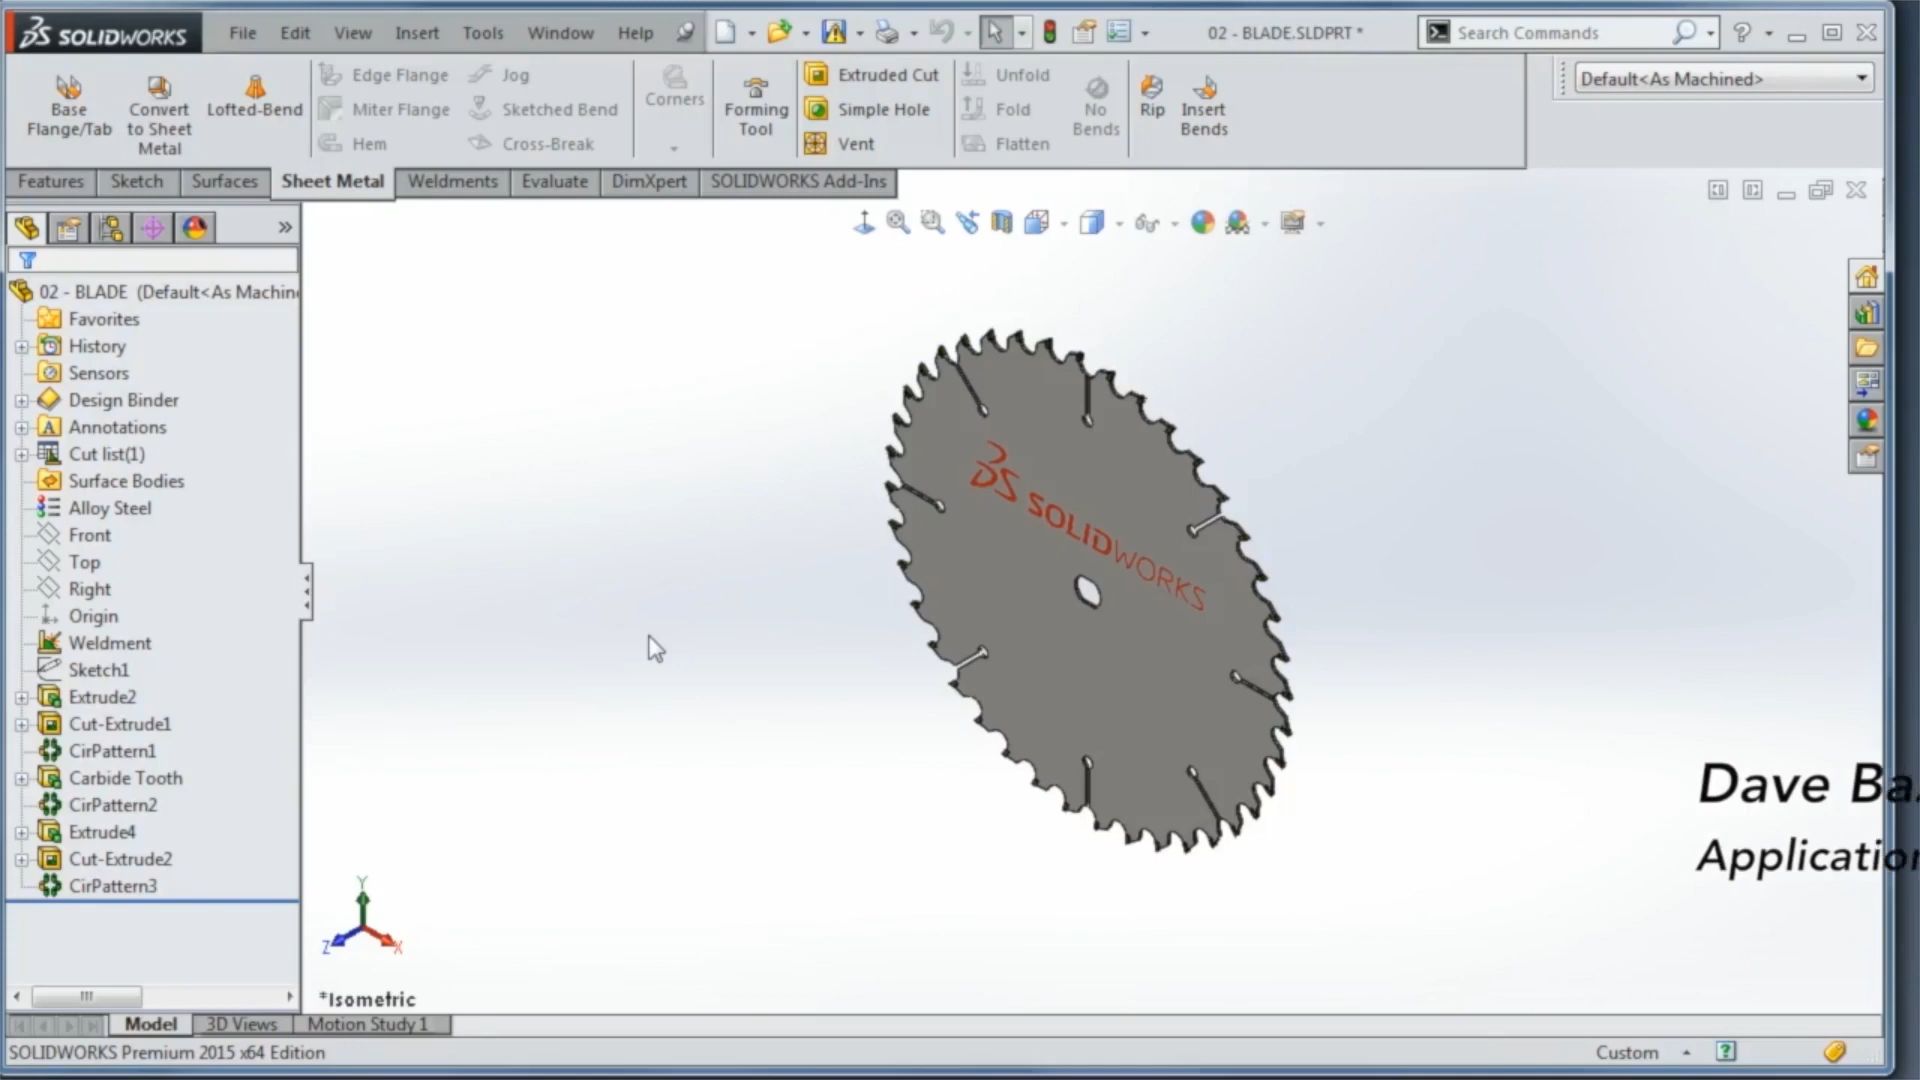 SOLIDWORKS File Edit View Insert Tools Window Help 02 - BLADE.SLDPRT * Search Commands
Base Flange/Tab
Convert to Sheet Metal
Lofted-Bend
Edge Flange
Miter Flange
Hem
Jog
Sketched Bend
Cross-Break
Corners
Forming Tool
Extruded Cut
Simple Hole
Vent
Unfold
Fold
Flatten
No Bends
Rip
Insert Bends
Default<As Machined>
Features Sketch Surfaces Sheet Metal Weldments Evaluate DimXpert SOLIDWORKS Add-Ins
02 - BLADE (Default<As Machin
Favorites
History
Sensors
Design Binder
Annotations
Cut list(1)
Surface Bodies
Alloy Steel
Front
Top
Right
Origin
Weldment
Sketch1
Extrude2
Cut-Extrude1
CirPattern1
Carbide Tooth
CirPattern2
Extrude4
Cut-Extrude2
CirPattern3
SOLIDWORKS
Dave Ba
Applicatio
Y
Z
X
*Isometric
Model 3D Views Motion Study 1
SOLIDWORKS Premium 2015 x64 Edition Custom